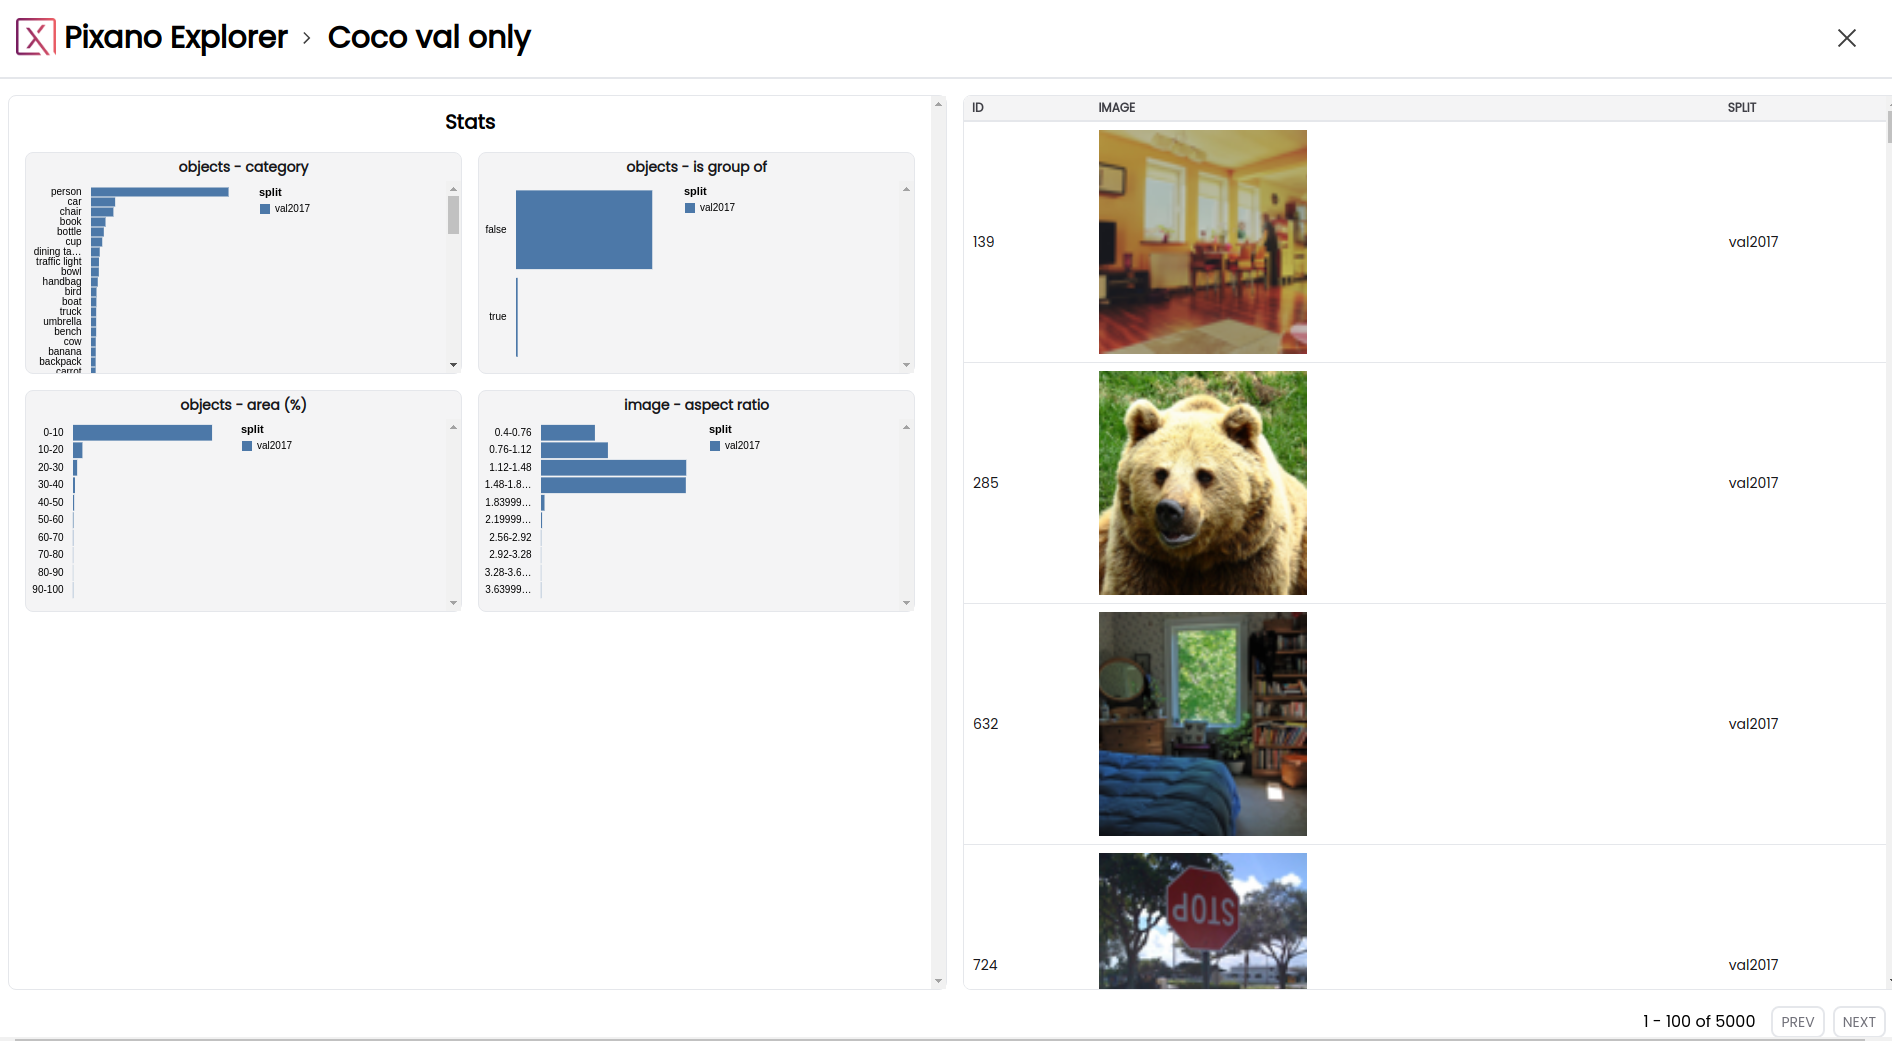 Pixano Explorer › Coco val only
Stats
objects - category
person
car
chair
book
bottle
cup
dining ta...
traffic light
bowl
handbag
bird
boat
truck
umbrella
bench
cow
banana
backpack
carrot
split
val2017
objects - is group of
false
true
split
val2017
objects - area (%)
0-10
10-20
20-30
30-40
40-50
50-60
60-70
70-80
80-90
90-100
split
val2017
image - aspect ratio
0.4-0.76
0.76-1.12
1.12-1.48
1.48-1.8...
1.83999...
2.19999...
2.56-2.92
2.92-3.28
3.28-3.6...
3.63999...
split
val2017
ID IMAGE SPLIT
139 val2017
285 val2017
632 val2017
STOP
724 val2017
1 - 100 of 5000 PREV NEXT